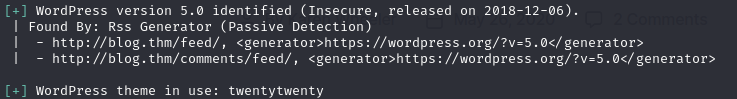 [+] WordPress version 5.0 identified (Insecure, released on 2018-12-06).
| Found By: Rss Generator (Passive Detection)
|  - http://blog.thm/feed/, <generator>https://wordpress.org/?v=5.0</generator>
|  - http://blog.thm/comments/feed/, <generator>https://wordpress.org/?v=5.0</generator>
[+] WordPress theme in use: twentytwenty